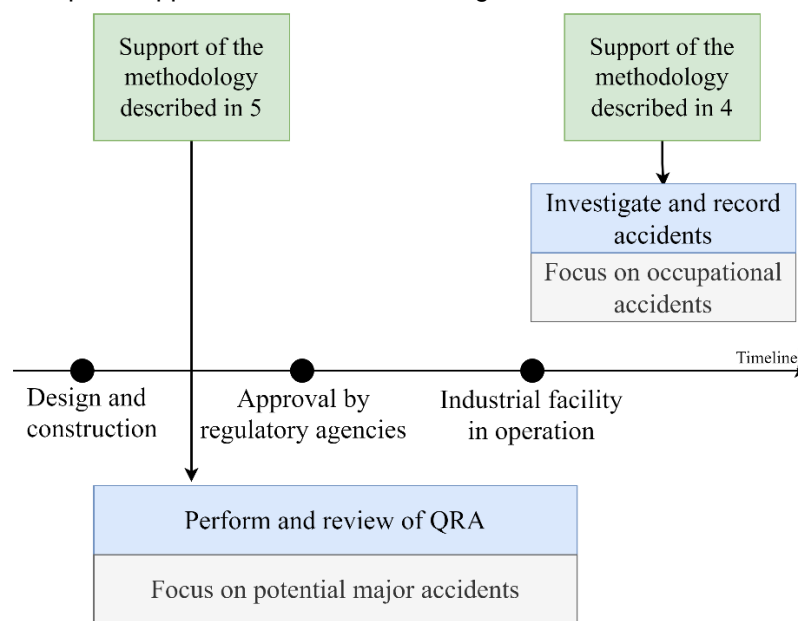 Support of the
methodology
described in 5
Support of the
methodology
described in 4
Investigate and record
accidents
Focus on occupational
accidents
Timeline
Design and
construction
Approval by
regulatory agencies
Industrial facility
in operation
Perform and review of QRA
Focus on potential major accidents